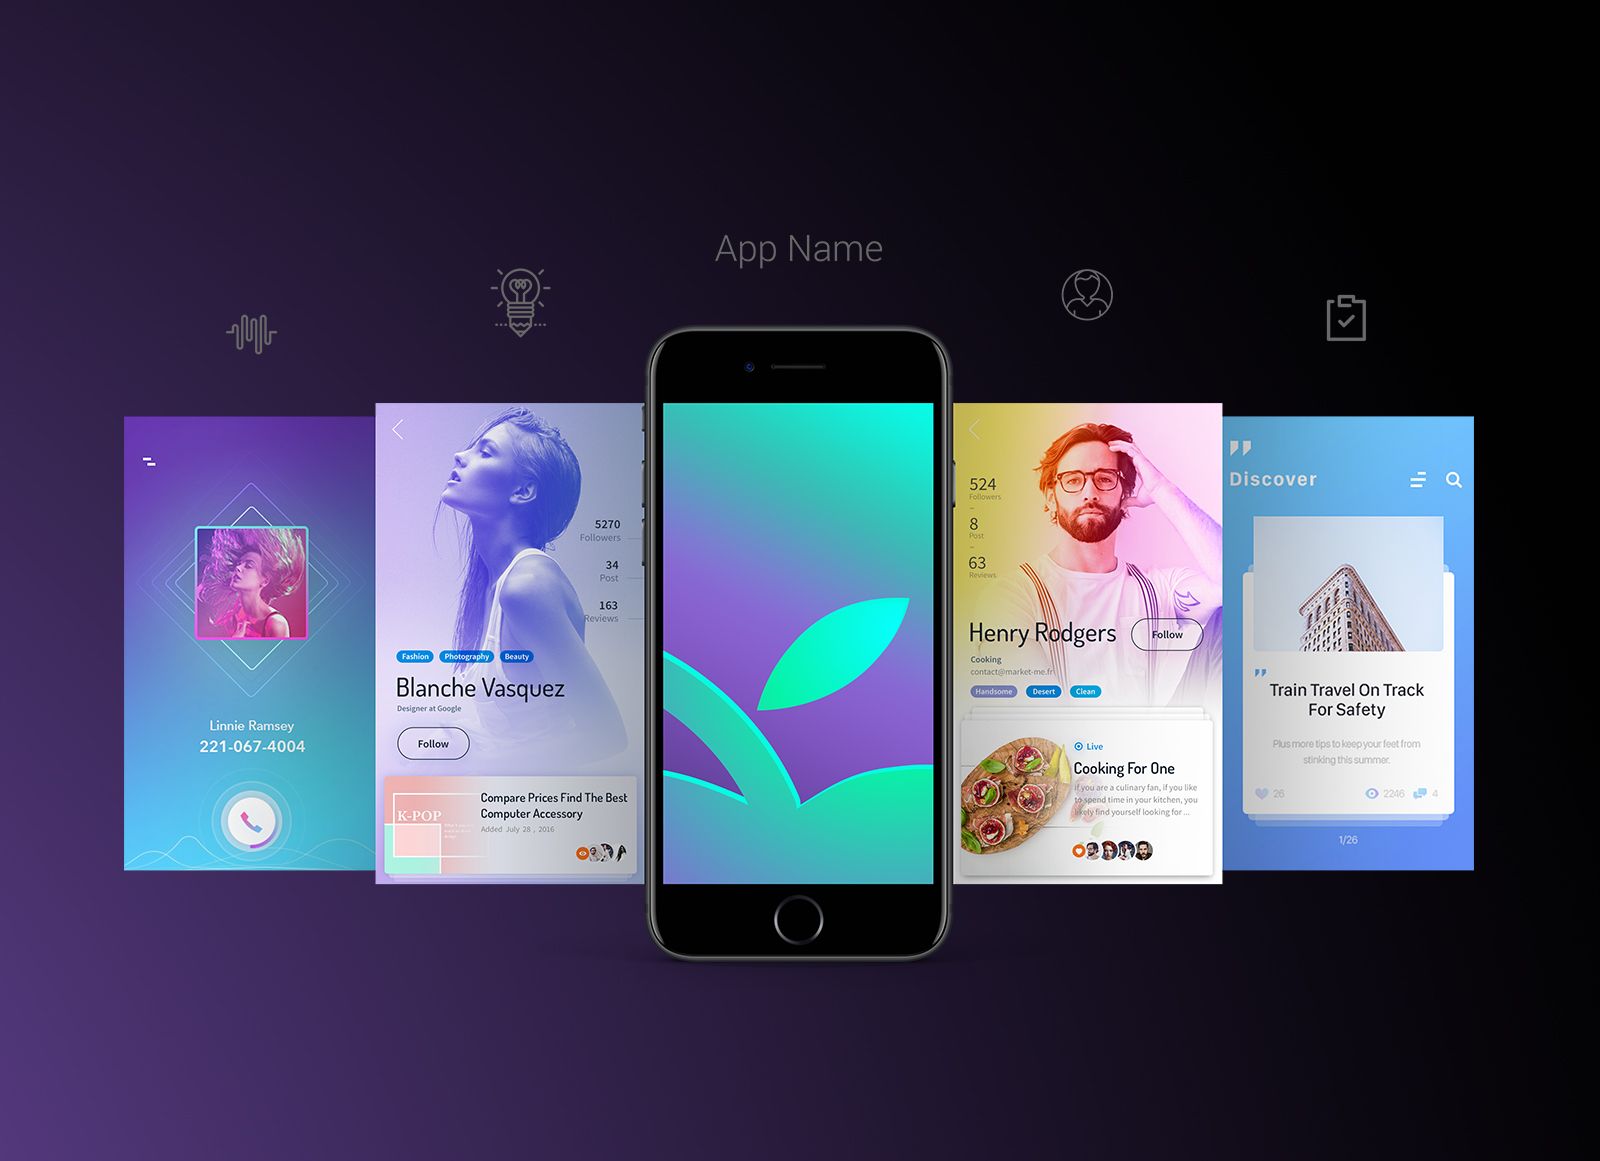 App Name
Linnie Ramsey
221-067-4004
5270
Followers
34
Post
163
Reviews
Fashion
Photography
Beauty
Blanche Vasquez
Designer at Google
Follow
K-POP
Compare Prices Find The Best
Computer Accessory
Added July 28 , 2016
524
Followers
8
Post
63
Reviews
Henry Rodgers
Follow
Cooking
contact@market-me.fr
Handsome
Desert
Clean
Live
Cooking For One
if you are a culinary fan, if you like
to spend time in your kitchen, you
likely find yourself looking for ...
Discover
Train Travel On Track
For Safety
Plus more tips to keep your feet from
stinking this summer.
26
2246
4
1/26